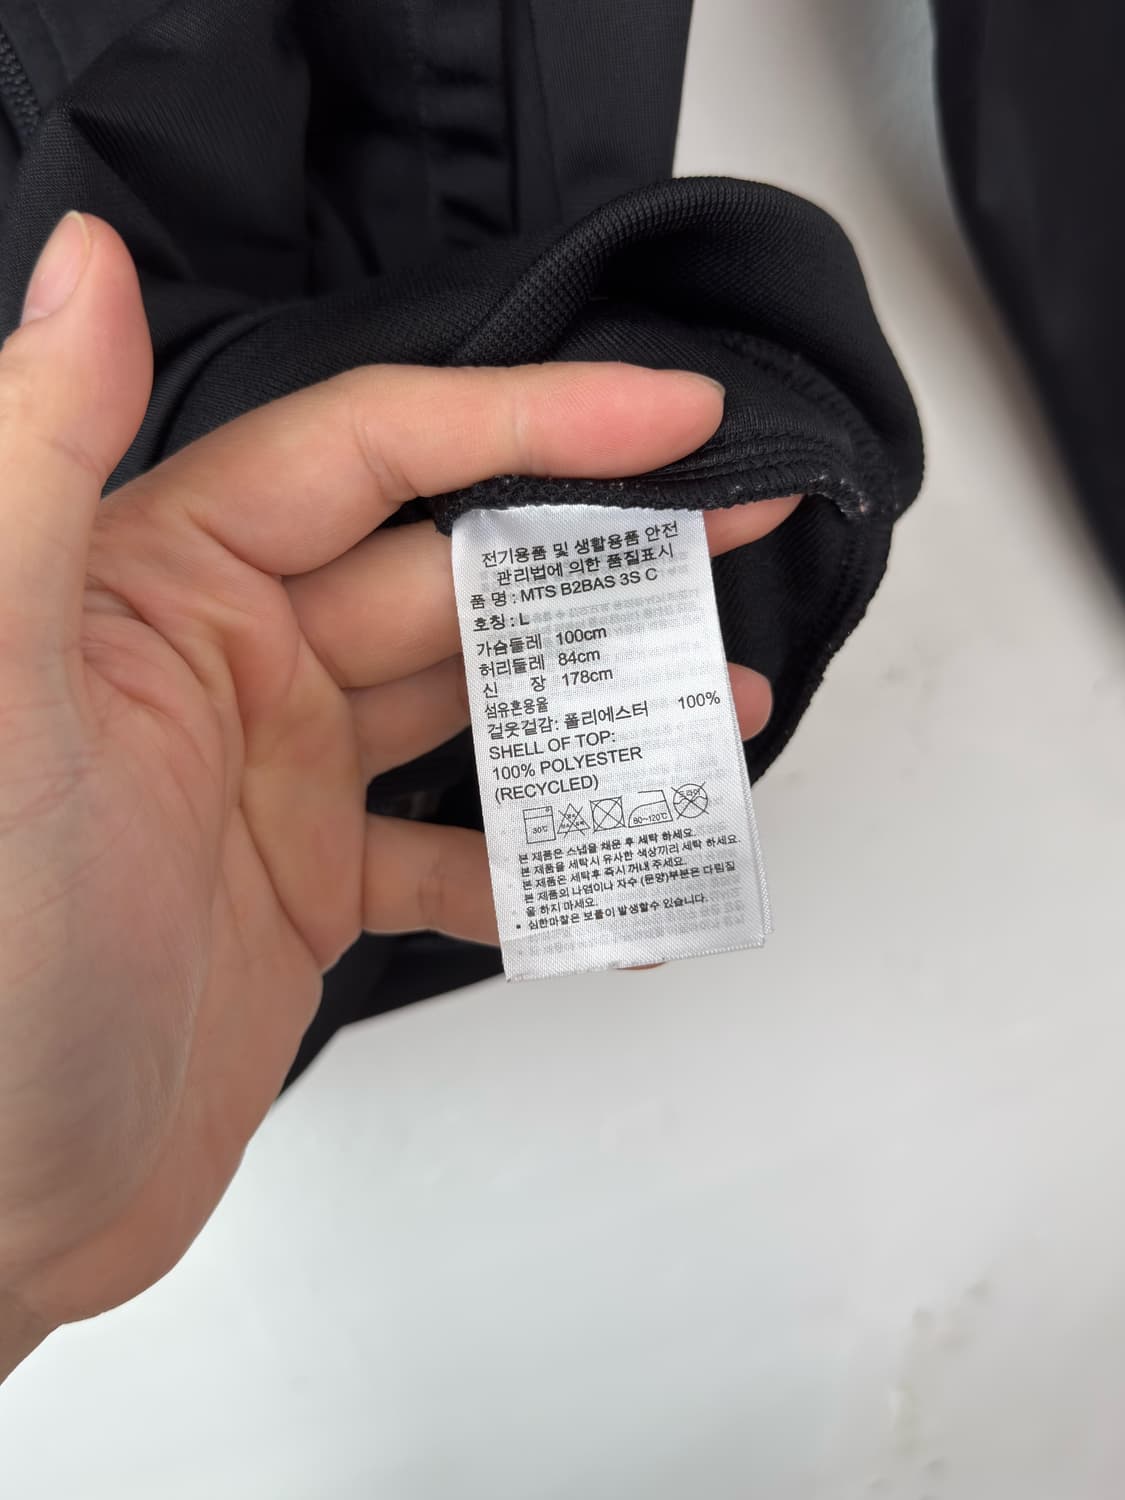 전기용품 및 생활용품 안전
관리법에 의한 품질표시
품 명 : MTS B2BAS 3S C
호칭 : L
가슴둘레 100cm
허리둘레 84cm
신 장 178cm
섬유혼용율
겉옷겉감: 폴리에스터 100%
SHELL OF TOP:
100% POLYESTER
(RECYCLED)
30℃ 80~120℃ 드라이
본 제품은 스냅을 채운 후 세탁 하세요.
본 제품을 세탁시 유사한 색상끼리 세탁 하세요.
본 제품은 세탁후 즉시 꺼내 주세요.
본 제품의 나염이나 자수 (문양)부분은 다림질
을 하지 마세요.
• 심한마찰은 보풀이 발생할수 있습니다.